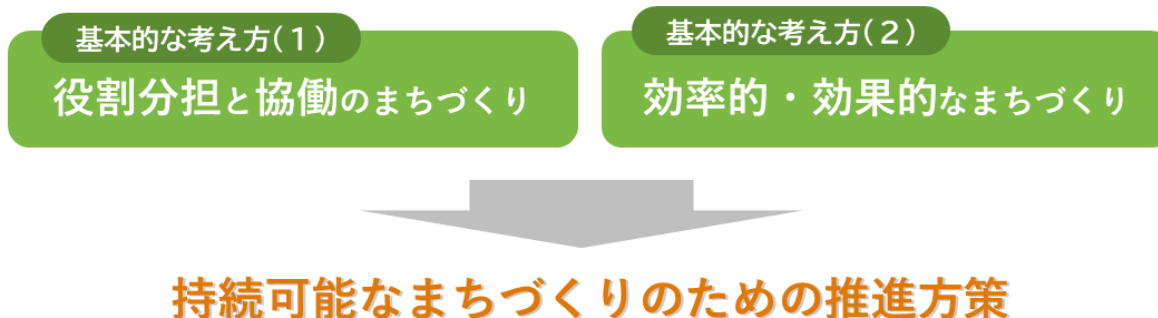 基本的な考え方(1)
役割分担と協働のまちづくり
基本的な考え方(2)
効率的・効果的なまちづくり
持続可能なまちづくりのための推進方策